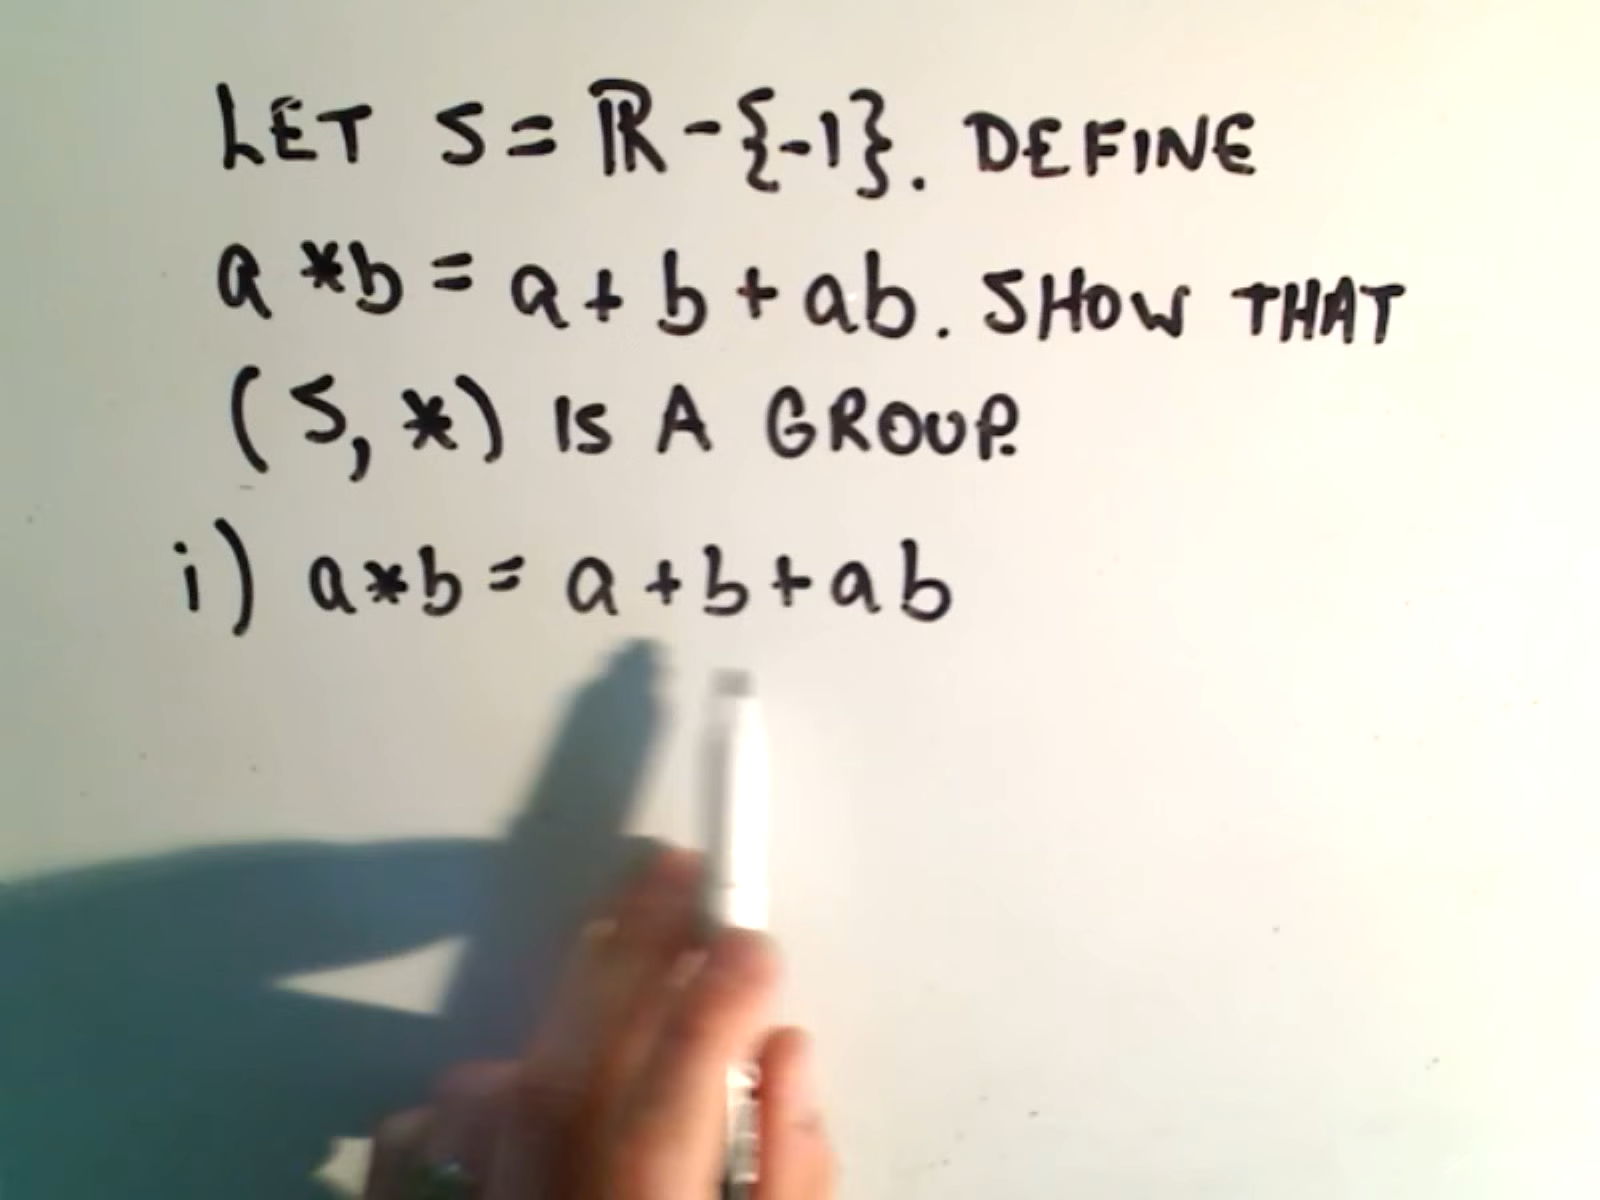 LET S = ℝ - {-1}. DEFINE
a * b = a + b + ab. SHOW THAT
(S, *) IS A GROUP.
i) a * b = a + b + ab